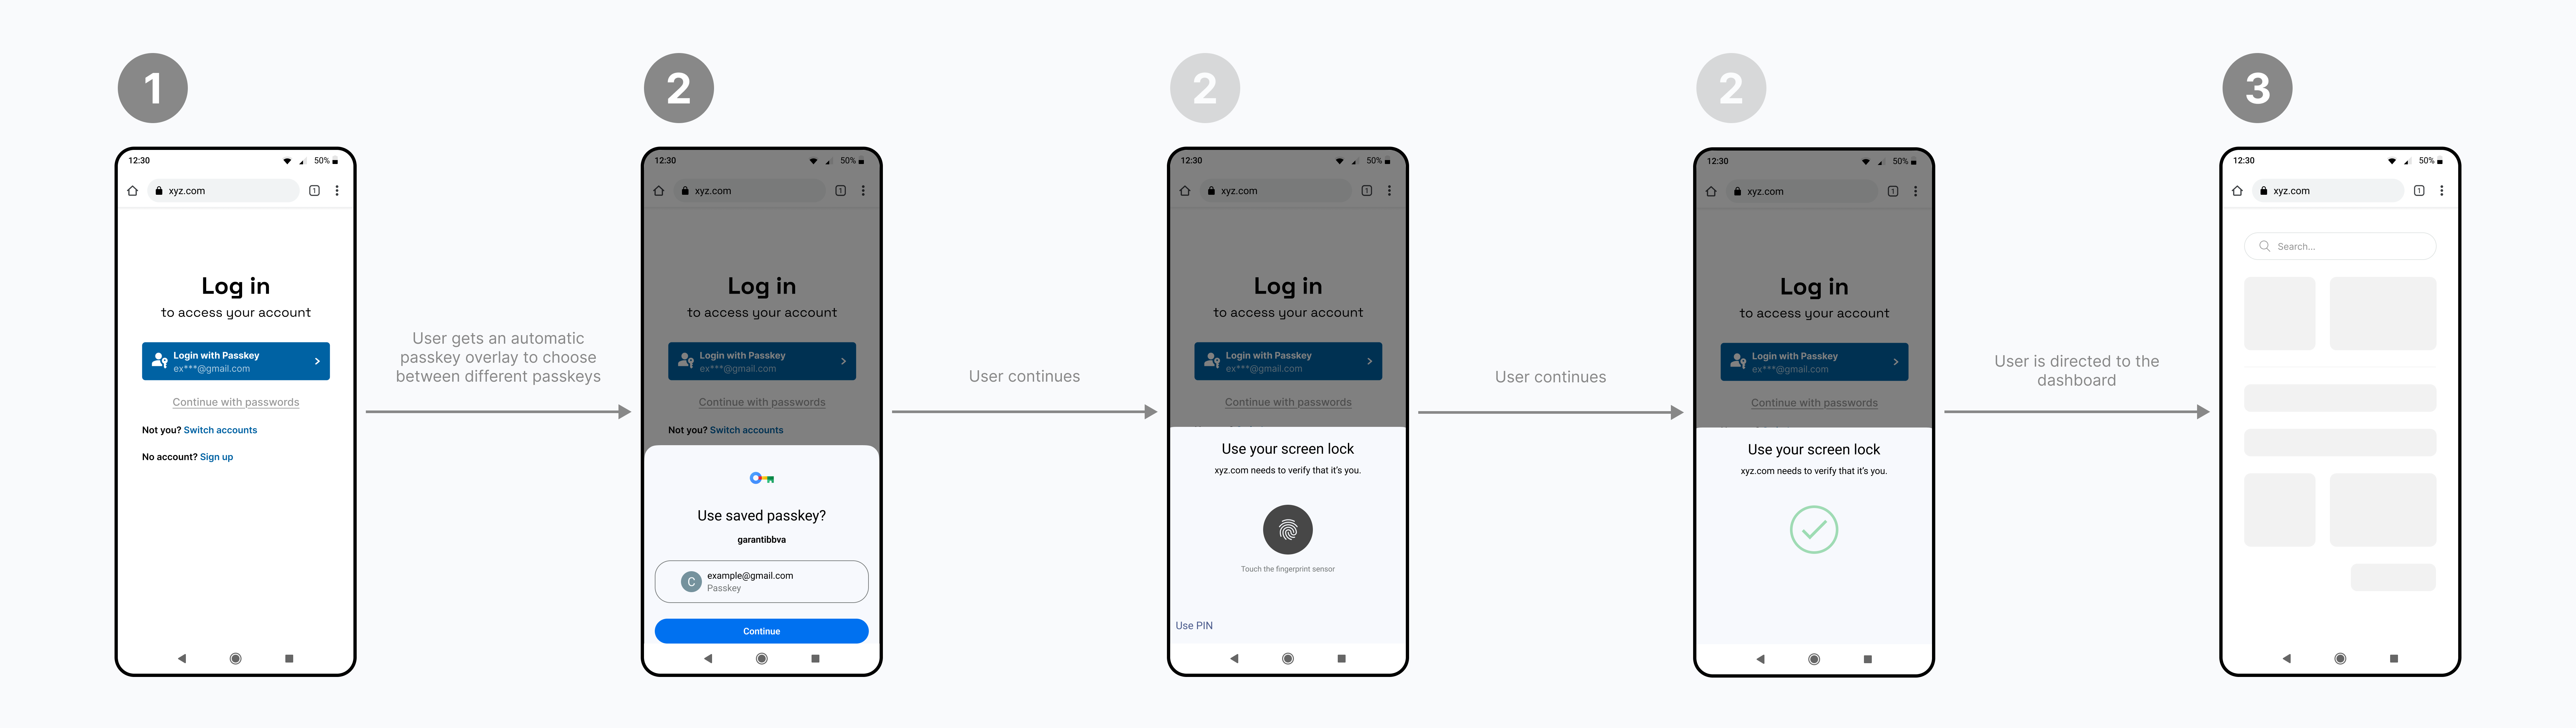 1
12:30
50%
xyz.com
1
Log in
to access your account
Login with Passkey
ex***@gmail.com
Continue with passwords
Not you? Switch accounts
No account? Sign up
User gets an automatic
passkey overlay to choose
between different passkeys
2
12:30
50%
xyz.com
1
Log in
to access your account
Login with Passkey
ex***@gmail.com
Continue with passwords
Not you? Switch accounts
Use saved passkey?
garantibbva
C
example@gmail.com
Passkey
Continue
User continues
2
12:30
50%
xyz.com
1
Log in
to access your account
Login with Passkey
ex***@gmail.com
Continue with passwords
Use your screen lock
xyz.com needs to verify that it's you.
Touch the fingerprint sensor
Use PIN
User continues
2
12:30
50%
xyz.com
1
Log in
to access your account
Login with Passkey
ex***@gmail.com
Continue with passwords
Use your screen lock
xyz.com needs to verify that it's you.
User is directed to the
dashboard
3
12:30
50%
xyz.com
1
Search...